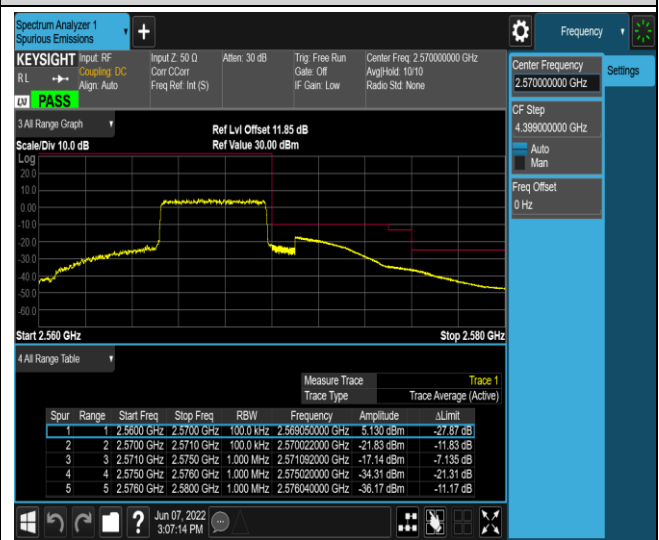 Spectrum Analyzer 1
Spurious Emissions
+
Frequency
KEYSIGHT
RL
LXI PASS
Input: RF
Coupling: DC
Align: Auto
Input Z: 50 Ω
Corr CCorr
Freq Ref: Int (S)
Atten: 30 dB
Trig: Free Run
Gate: Off
IF Gain: Low
Center Freq: 2.570000000 GHz
Avg|Hold: 10/10
Radio Std: None
Center Frequency
2.570000000 GHz
Settings
CF Step
4.399000000 GHz
Auto
Man
Freq Offset
0 Hz
3 All Range Graph
Ref Lvl Offset 11.85 dB
Scale/Div 10.0 dB
Ref Value 30.00 dBm
Log
20.0
10.0
0.00
-10.0
-20.0
-30.0
-40.0
-50.0
-60.0
Start 2.560 GHz
Stop 2.580 GHz
4 All Range Table
Measure Trace Trace 1
Trace Type Trace Average (Active)
Spur Range Start Freq Stop Freq RBW Frequency Amplitude ΔLimit
1 1 2.5600 GHz 2.5700 GHz 100.0 kHz 2.569050000 GHz 5.130 dBm -27.87 dB
2 2 2.5700 GHz 2.5710 GHz 100.0 kHz 2.570022000 GHz -21.83 dBm -11.83 dB
3 3 2.5710 GHz 2.5750 GHz 1.000 MHz 2.571092000 GHz -17.14 dBm -7.135 dB
4 4 2.5750 GHz 2.5760 GHz 1.000 MHz 2.575020000 GHz -34.31 dBm -21.31 dB
5 5 2.5760 GHz 2.5800 GHz 1.000 MHz 2.576040000 GHz -36.17 dBm -11.17 dB
?
Jun 07, 2022
3:07:14 PM